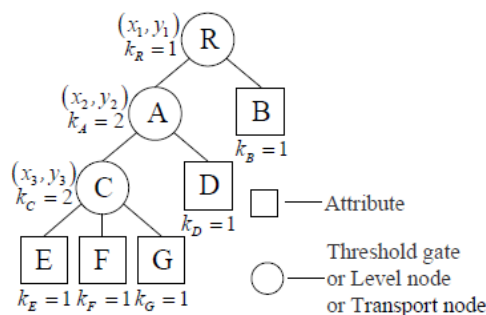 (x₁, y₁)
k_R = 1
R
(x₂, y₂)
k_A = 2
A
B
k_B = 1
(x₃, y₃)
k_C = 2
C
D
k_D = 1
Attribute
E F G
k_E = 1 k_F = 1 k_G = 1
Threshold gate
or Level node
or Transport node